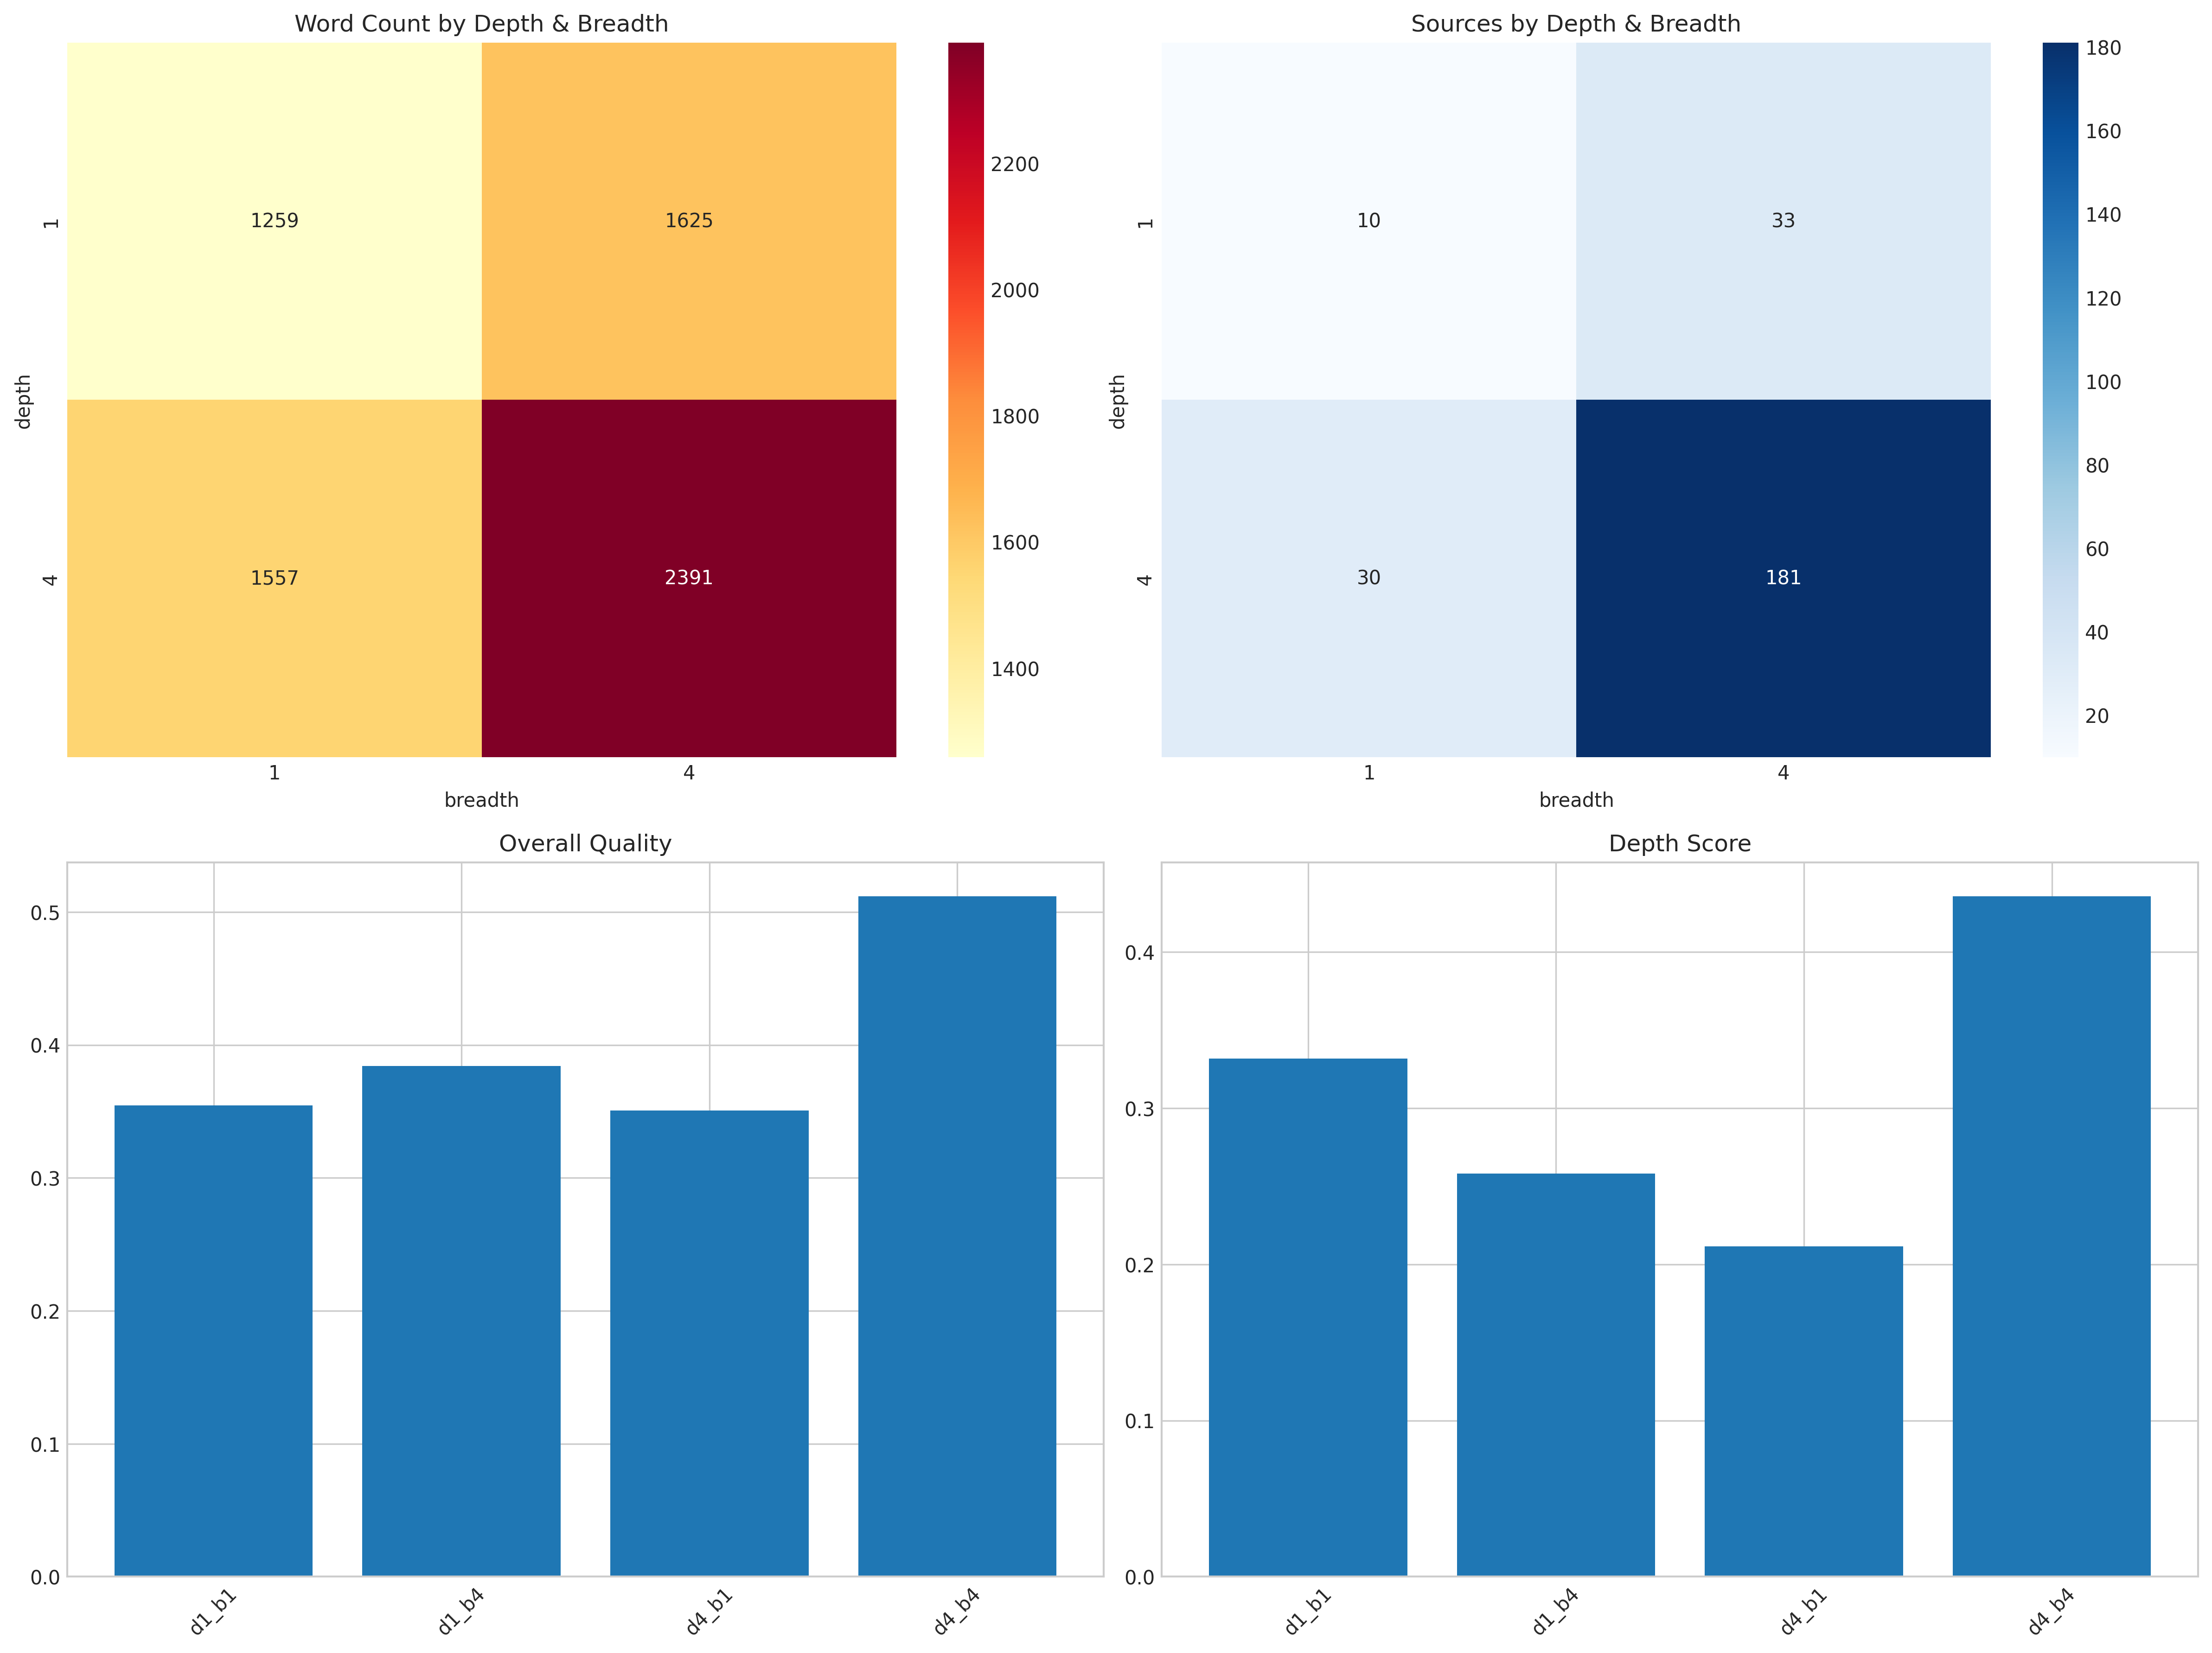 Word Count by Depth & Breadth
1259
1625
1557
2391
1
4
depth
1
4
breadth
2200
2000
1800
1600
1400
Sources by Depth & Breadth
10
33
30
181
1
4
depth
1
4
breadth
180
160
140
120
100
80
60
40
20
Overall Quality
0.5
0.4
0.3
0.2
0.1
0.0
d1_b1
d1_b4
d4_b1
d4_b4
Depth Score
0.4
0.3
0.2
0.1
0.0
d1_b1
d1_b4
d4_b1
d4_b4